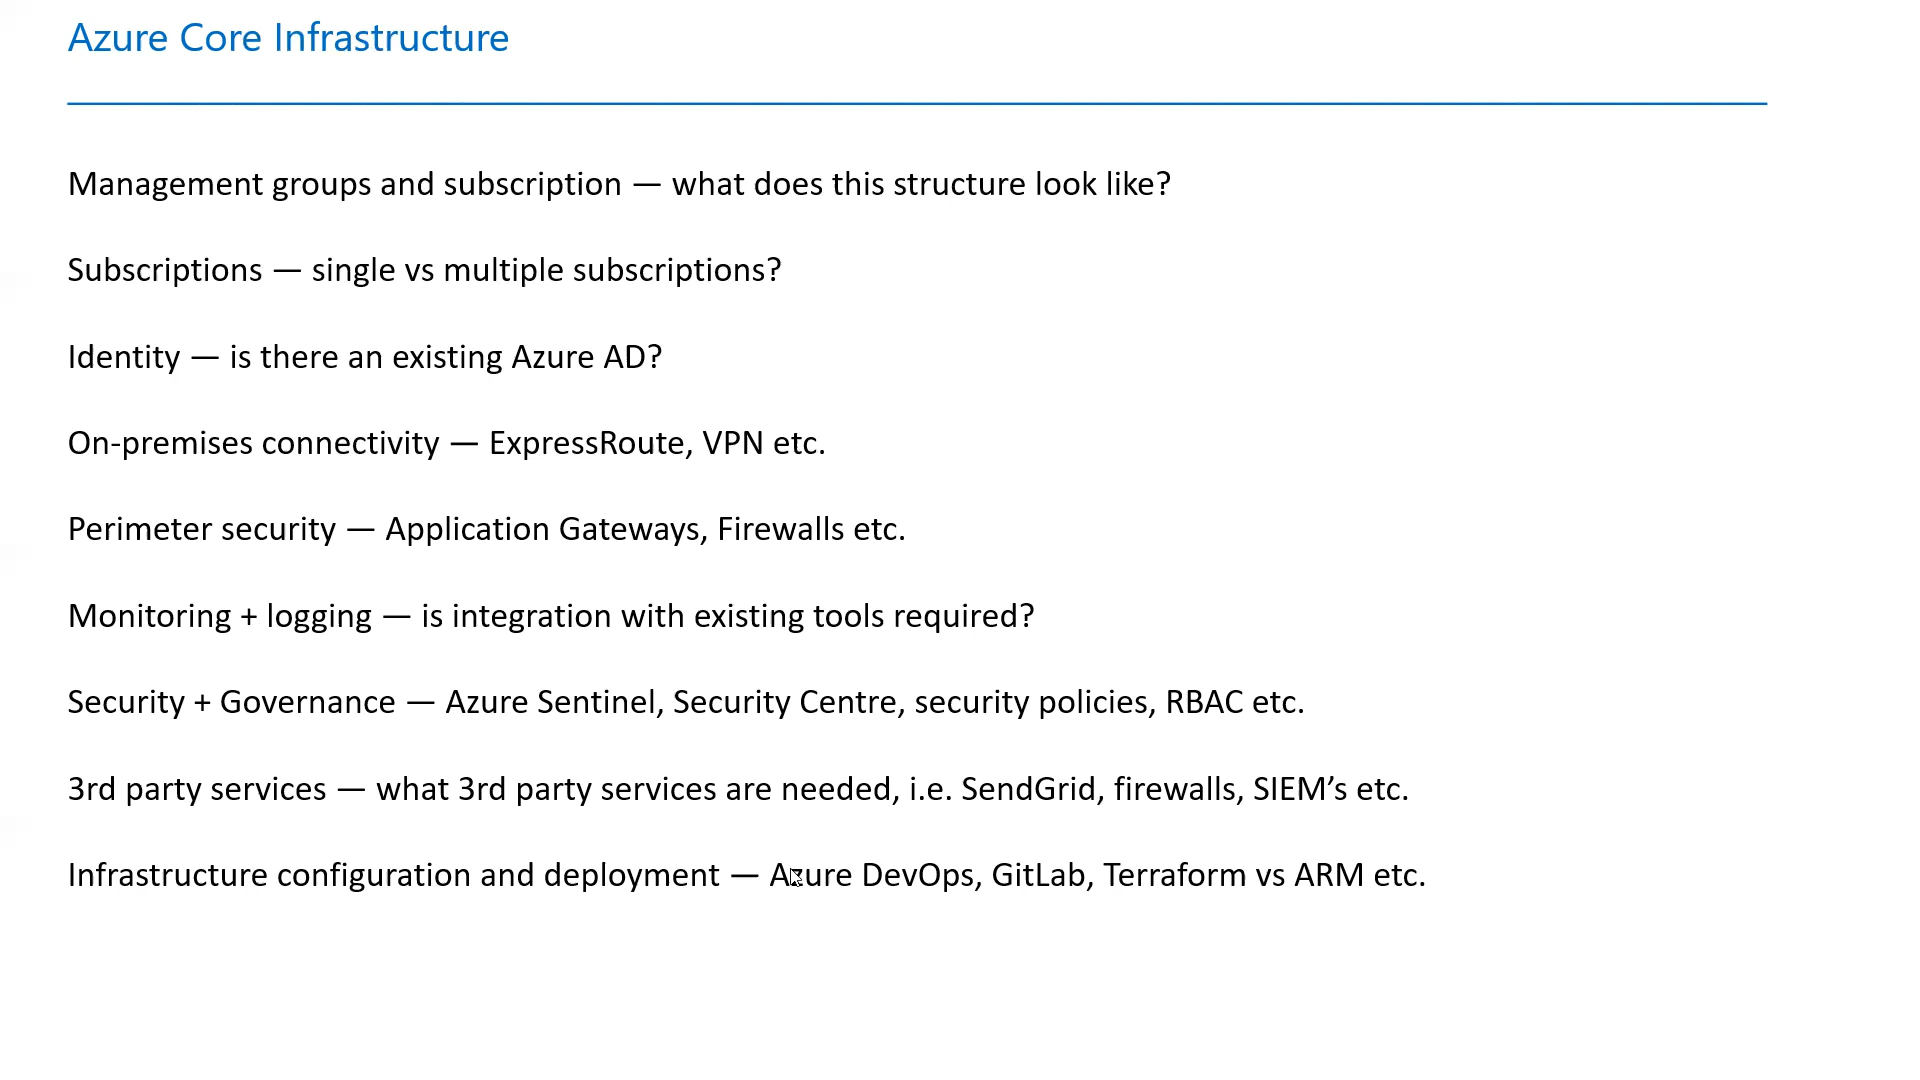 Azure Core Infrastructure
Management groups and subscription — what does this structure look like?
Subscriptions — single vs multiple subscriptions?
Identity — is there an existing Azure AD?
On-premises connectivity — ExpressRoute, VPN etc.
Perimeter security — Application Gateways, Firewalls etc.
Monitoring + logging — is integration with existing tools required?
Security + Governance — Azure Sentinel, Security Centre, security policies, RBAC etc.
3rd party services — what 3rd party services are needed, i.e. SendGrid, firewalls, SIEM’s etc.
Infrastructure configuration and deployment — Azure DevOps, GitLab, Terraform vs ARM etc.